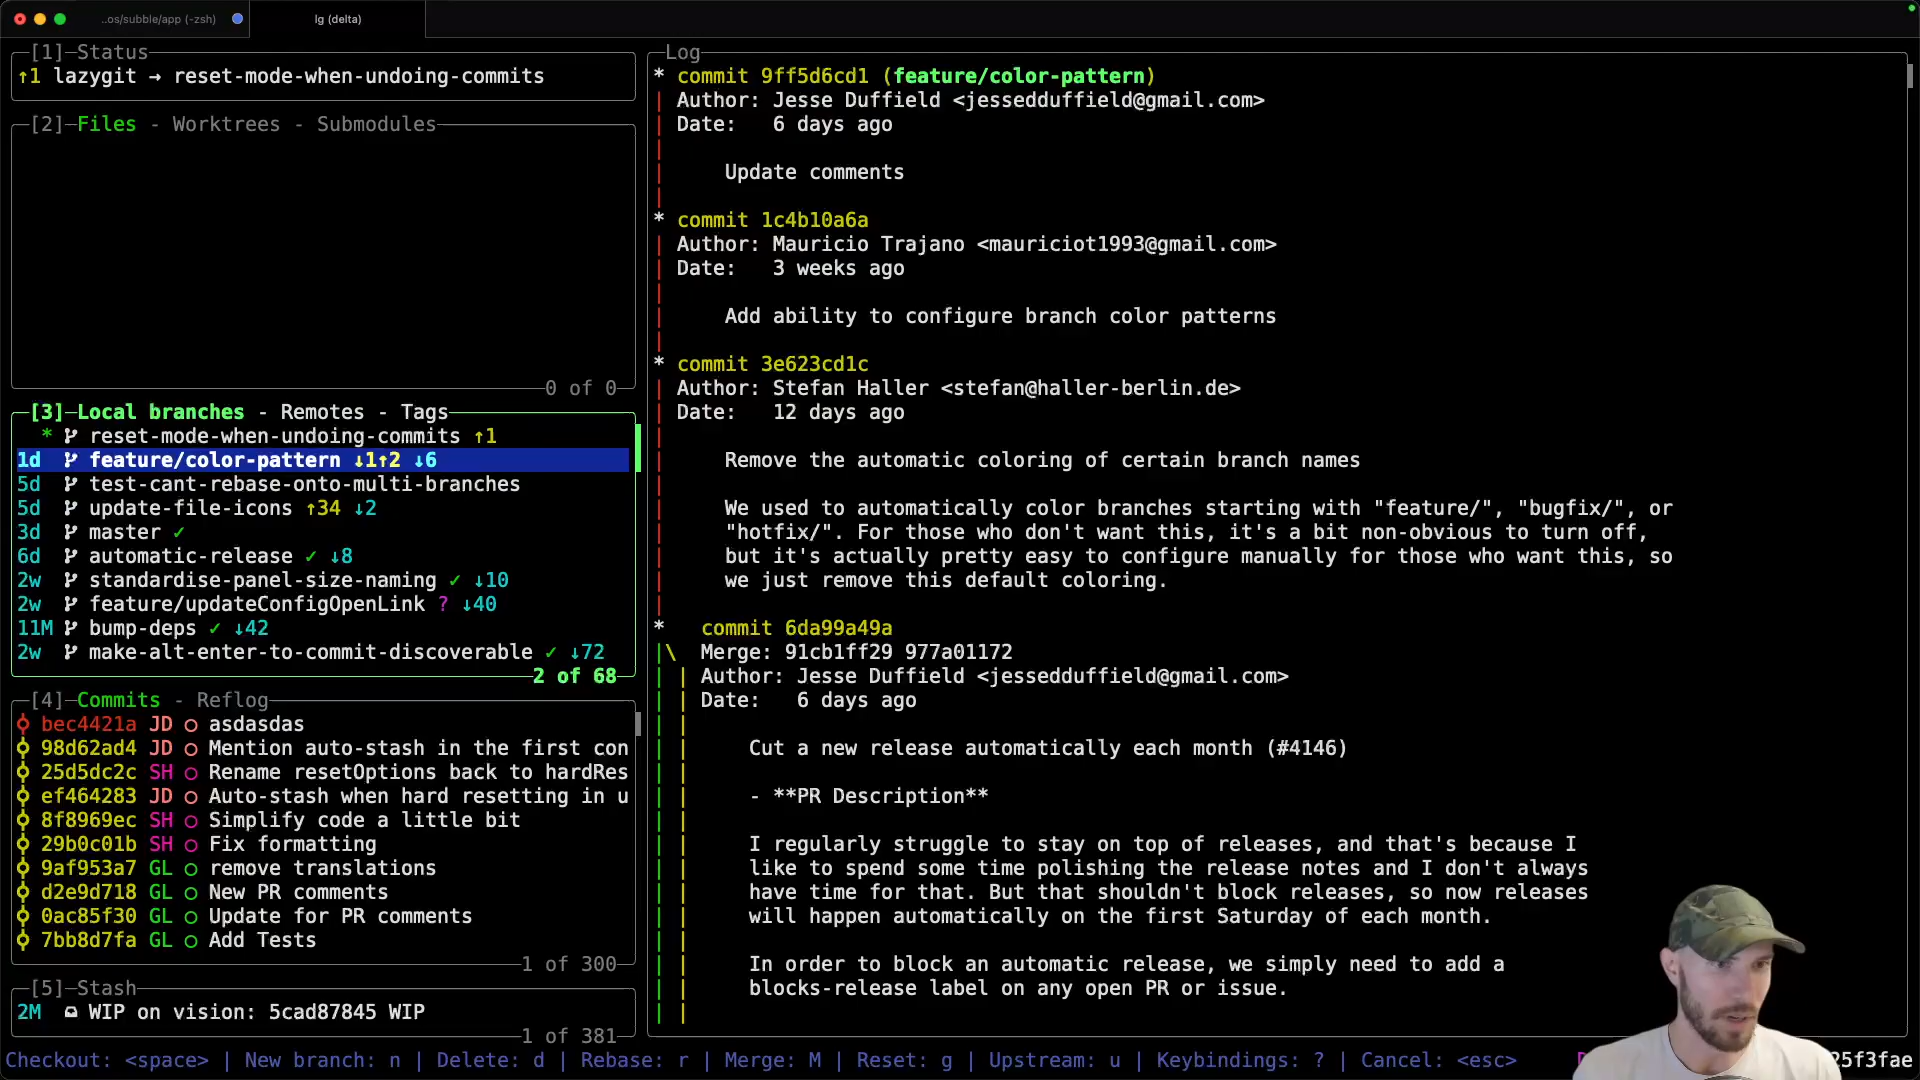 ..os/subble/app (-zsh)
lg (delta)
[1]─Status
↑1 lazygit → reset-mode-when-undoing-commits
[2]─Files - Worktrees - Submodules
0 of 0
[3]─Local branches - Remotes - Tags
* reset-mode-when-undoing-commits ↑1
1d feature/color-pattern ↓1↑2 ↓6
5d test-cant-rebase-onto-multi-branches
5d update-file-icons ↑34 ↓2
3d master ✓
6d automatic-release ✓ ↓8
2w standardise-panel-size-naming ✓ ↓10
2w feature/updateConfigOpenLink ? ↓40
11M bump-deps ✓ ↓42
2w make-alt-enter-to-commit-discoverable ✓ ↓72
2 of 68
[4]─Commits - Reflog
bec4421a JD ○ asdasdas
98d62ad4 JD ○ Mention auto-stash in the first con
25d5dc2c SH ○ Rename resetOptions back to hardRes
ef464283 JD ○ Auto-stash when hard resetting in u
8f8969ec SH ○ Simplify code a little bit
29b0c01b SH ○ Fix formatting
9af953a7 GL ○ remove translations
d2e9d718 GL ○ New PR comments
0ac85f30 GL ○ Update for PR comments
7bb8d7fa GL ○ Add Tests
1 of 300
[5]─Stash
2M WIP on vision: 5cad87845 WIP
1 of 381
Log
* commit 9ff5d6cd1 (feature/color-pattern)
Author: Jesse Duffield <jessedduffield@gmail.com>
Date: 6 days ago
Update comments
* commit 1c4b10a6a
Author: Mauricio Trajano <mauriciot1993@gmail.com>
Date: 3 weeks ago
Add ability to configure branch color patterns
* commit 3e623cd1c
Author: Stefan Haller <stefan@haller-berlin.de>
Date: 12 days ago
Remove the automatic coloring of certain branch names
We used to automatically color branches starting with "feature/", "bugfix/", or
"hotfix/". For those who don't want this, it's a bit non-obvious to turn off,
but it's actually pretty easy to configure manually for those who want this, so
we just remove this default coloring.
* commit 6da99a49a
Merge: 91cb1ff29 977a01172
Author: Jesse Duffield <jessedduffield@gmail.com>
Date: 6 days ago
Cut a new release automatically each month (#4146)
- **PR Description**
I regularly struggle to stay on top of releases, and that's because I
like to spend some time polishing the release notes and I don't always
have time for that. But that shouldn't block releases, so now releases
will happen automatically on the first Saturday of each month.
In order to block an automatic release, we simply need to add a
blocks-release label on any open PR or issue.
Checkout: <space> | New branch: n | Delete: d | Rebase: r | Merge: M | Reset: g | Upstream: u | Keybindings: ? | Cancel: <esc>
25f3fae